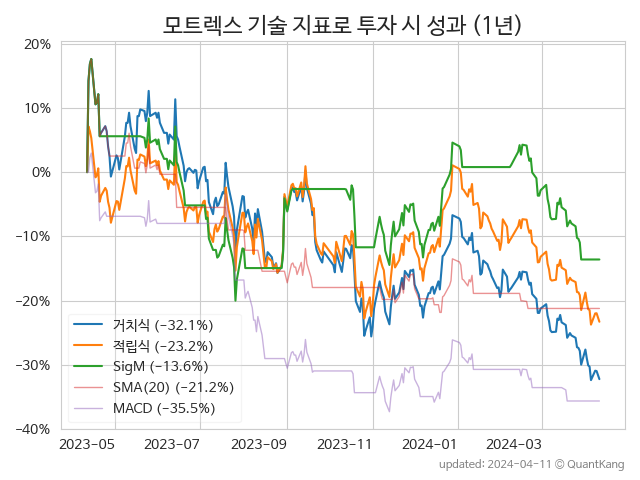 모트렉스 기술 지표로 투자 시 성과 (1년)
20%
10%
0%
−10%
−20%
−30%
−40%
거치식 (−32.1%)
적립식 (−23.2%)
SigM (−13.6%)
SMA(20) (−21.2%)
MACD (−35.5%)
2023-05 2023-07 2023-09 2023-11 2024-01 2024-03
updated: 2024-04-11 © QuantKang